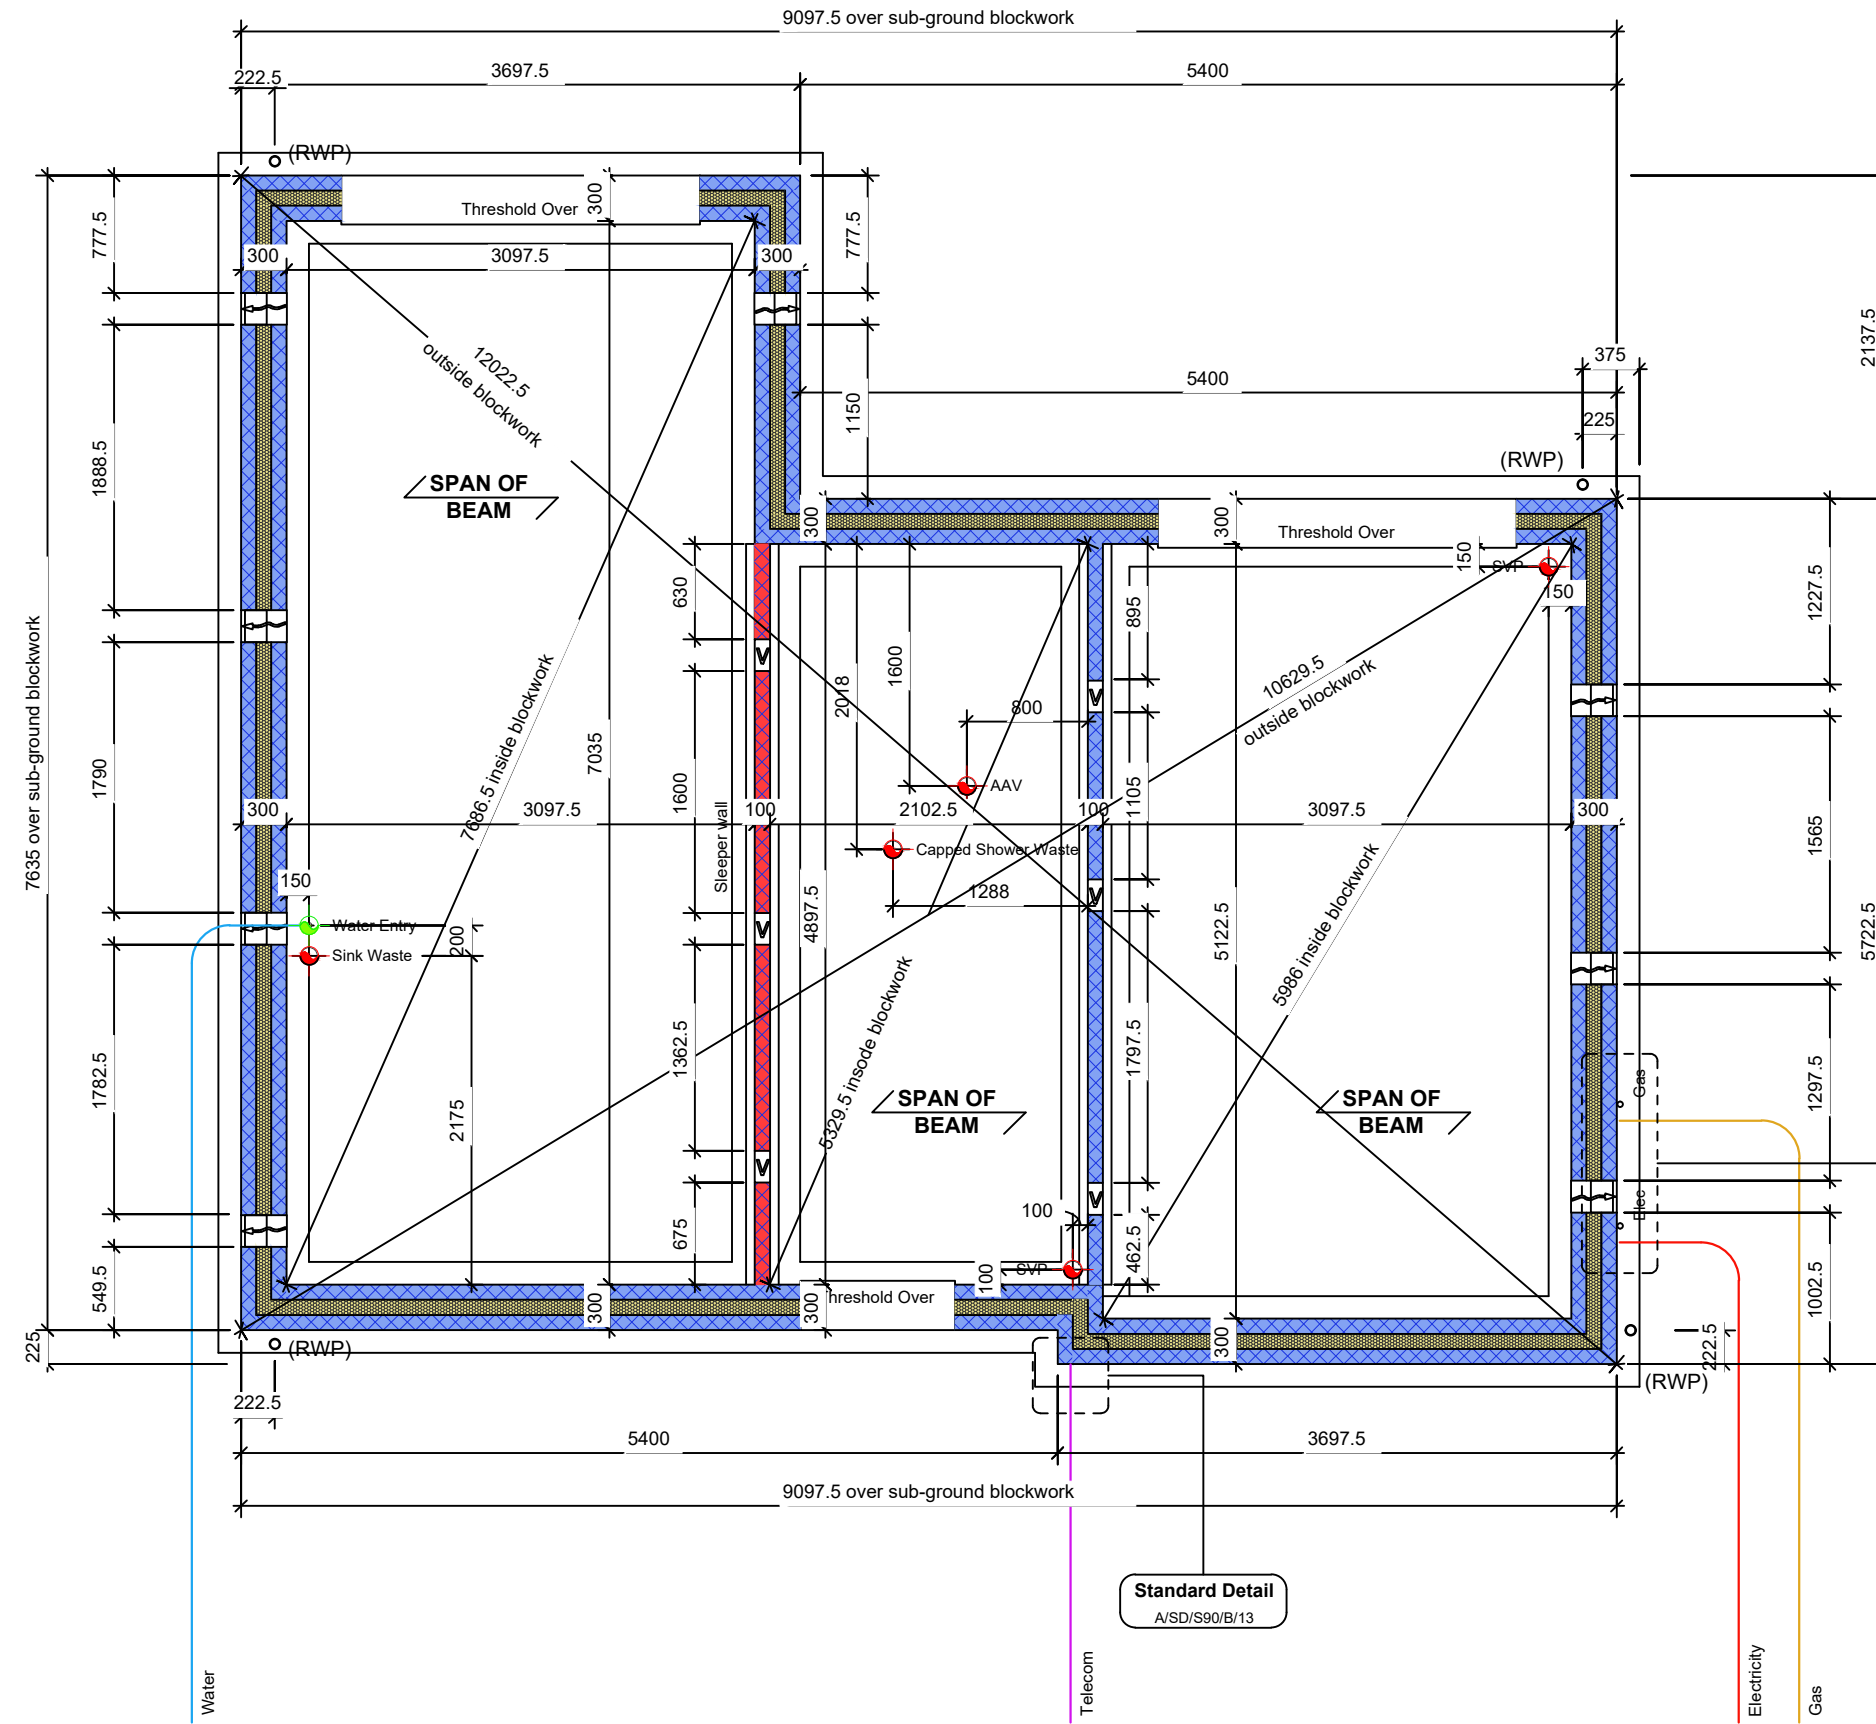 9097.5 over sub-ground blockwork
3697.5
5400
222.5
(RWP)
777.5
300
Threshold Over
300
3097.5
300
777.5
2137.5
375
5400
225
1150
1888.5
12022.5
outside blockwork
SPAN OF
BEAM
(RWP)
300
300
Threshold Over
150
SVP
150
1227.5
630
895
1600
2018
7635 over sub-ground blockwork
7686.5 inside blockwork
7035
10629.5
outside blockwork
800
1790
1600
AAV
1105
300
3097.5
Sleeper wall
100
2102.5
100
3097.5
300
1565
Capped Shower Waste
1288
150
Water Entry
200
Sink Waste
4897.5
5122.5
5986 inside blockwork
5722.5
1782.5
1362.5
2175
5329.5 insode blockwork
1797.5
SPAN OF
BEAM
SPAN OF
BEAM
Gas
1297.5
Elec
V
V
V
V
V
V
675
100
462.5
549.5
SVP
100
300
300
hreshold Over
300
1002.5
225
(RWP)
222.5
(RWP)
222.5
5400
3697.5
9097.5 over sub-ground blockwork
Standard Detail
A/SD/S90/B/13
Water
Telecom
Electricity
Gas